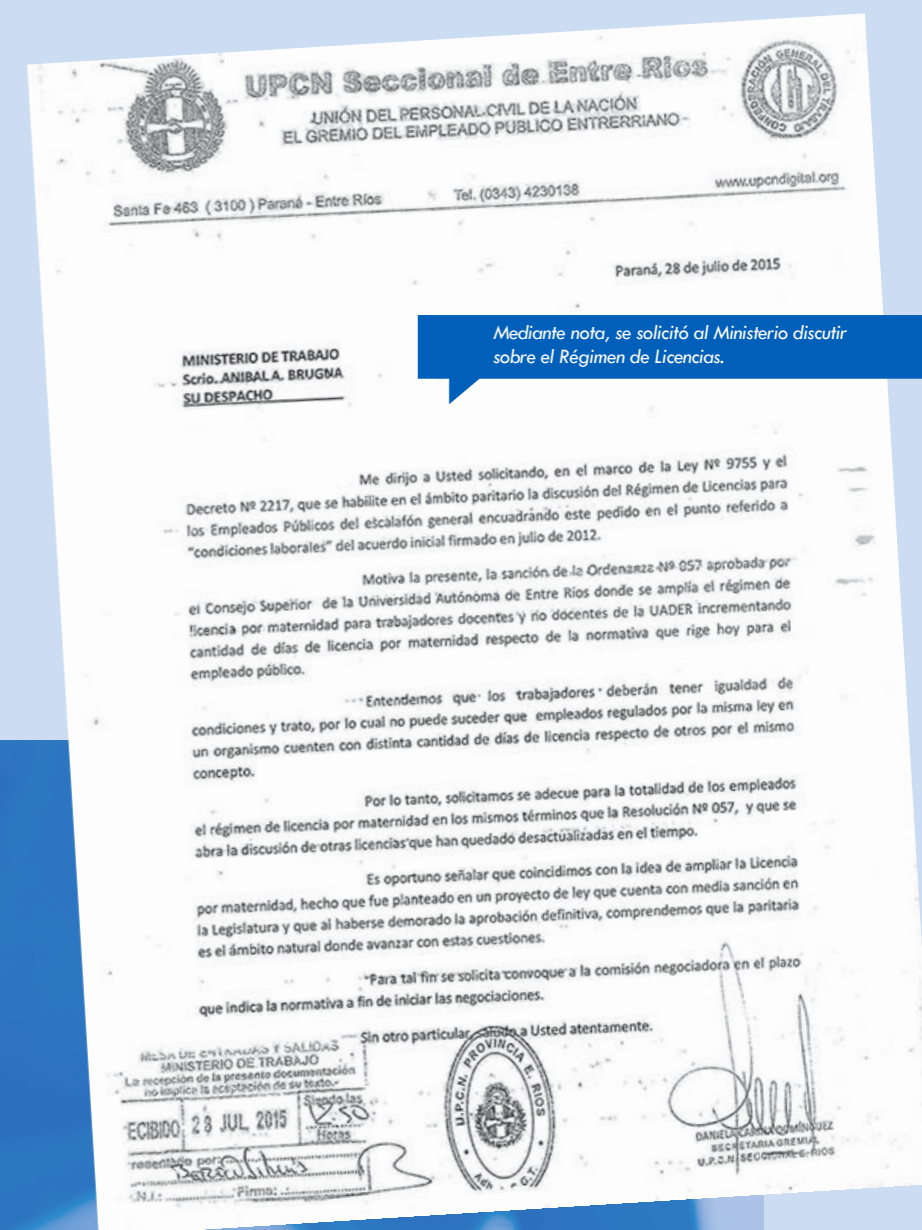 UPCN Seccional de Entre Rios
UNIÓN DEL PERSONAL CIVIL DE LA NACIÓN
EL GREMIO DEL EMPLEADO PUBLICO ENTRERRIANO
CONFEDERACIÓN GENERAL DEL TRABAJO
Santa Fe 463 ( 3100 ) Paraná - Entre Ríos Tel. (0343) 4230138 www.upcndigital.org
Paraná, 28 de julio de 2015
Mediante nota, se solicitó al Ministerio discutir
sobre el Régimen de Licencias.
MINISTERIO DE TRABAJO
Scrio. ANIBAL A. BRUGNA
SU DESPACHO
Me dirijo a Usted solicitando, en el marco de la Ley Nº 9755 y el
Decreto Nº 2217, que se habilite en el ámbito paritario la discusión del Régimen de Licencias para
los Empleados Públicos del escalafón general encuadrando este pedido en el punto referido a
"condiciones laborales" del acuerdo inicial firmado en julio de 2012.
Motiva la presente, la sanción de la Ordenanza Nº 057 aprobada por
el Consejo Superior de la Universidad Autónoma de Entre Ríos donde se amplía el régimen de
licencia por maternidad para trabajadores docentes y no docentes de la UADER incrementando
cantidad de días de licencia por maternidad respecto de la normativa que rige hoy para el
empleado público.
Entendemos que los trabajadores deberán tener igualdad de
condiciones y trato, por lo cual no puede suceder que empleados regulados por la misma ley en
un organismo cuenten con distinta cantidad de días de licencia respecto de otros por el mismo
concepto.
Por lo tanto, solicitamos se adecue para la totalidad de los empleados
el régimen de licencia por maternidad en los mismos términos que la Resolución Nº 057, y que se
abra la discusión de otras licencias que han quedado desactualizadas en el tiempo.
Es oportuno señalar que coincidimos con la idea de ampliar la Licencia
por maternidad, hecho que fue planteado en un proyecto de ley que cuenta con media sanción en
la Legislatura y que al haberse demorado la aprobación definitiva, comprendemos que la paritaria
es el ámbito natural donde avanzar con estas cuestiones.
Para tal fin se solicita convoque a la comisión negociadora en el plazo
que indica la normativa a fin de iniciar las negociaciones.
Sin otro particular, saludo a Usted atentamente.
MESA DE ENTRADAS Y SALIDAS
MINISTERIO DE TRABAJO
La recepción de la presente documentación
no implica la aceptación de su texto.-
ECIBIDO 28 JUL 2015 Siendo las
12.50
Horas
por:
N.I.: Firma:
U.P.C.N. PROVINCIA E. RIOS
DANIELA CAROLA DOMÍNGUEZ
SECRETARIA GREMIAL
U.P.C.N. SECCIONAL E. RIOS